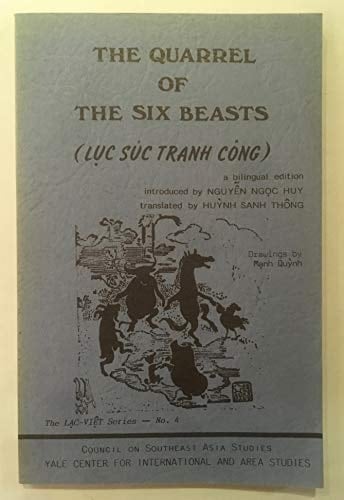 THE QUARREL
OF
THE SIX BEASTS
(LỤC SÚC TRANH CÔNG)
a bilingual edition
introduced by NGUYỄN NGỌC HUY
translated by HUỲNH SANH THÔNG
Drawings by
Mạnh Quỳnh
The LẠC-VIỆT Series — No. 4
COUNCIL ON SOUTHEAST ASIA STUDIES
YALE CENTER FOR INTERNATIONAL AND AREA STUDIES